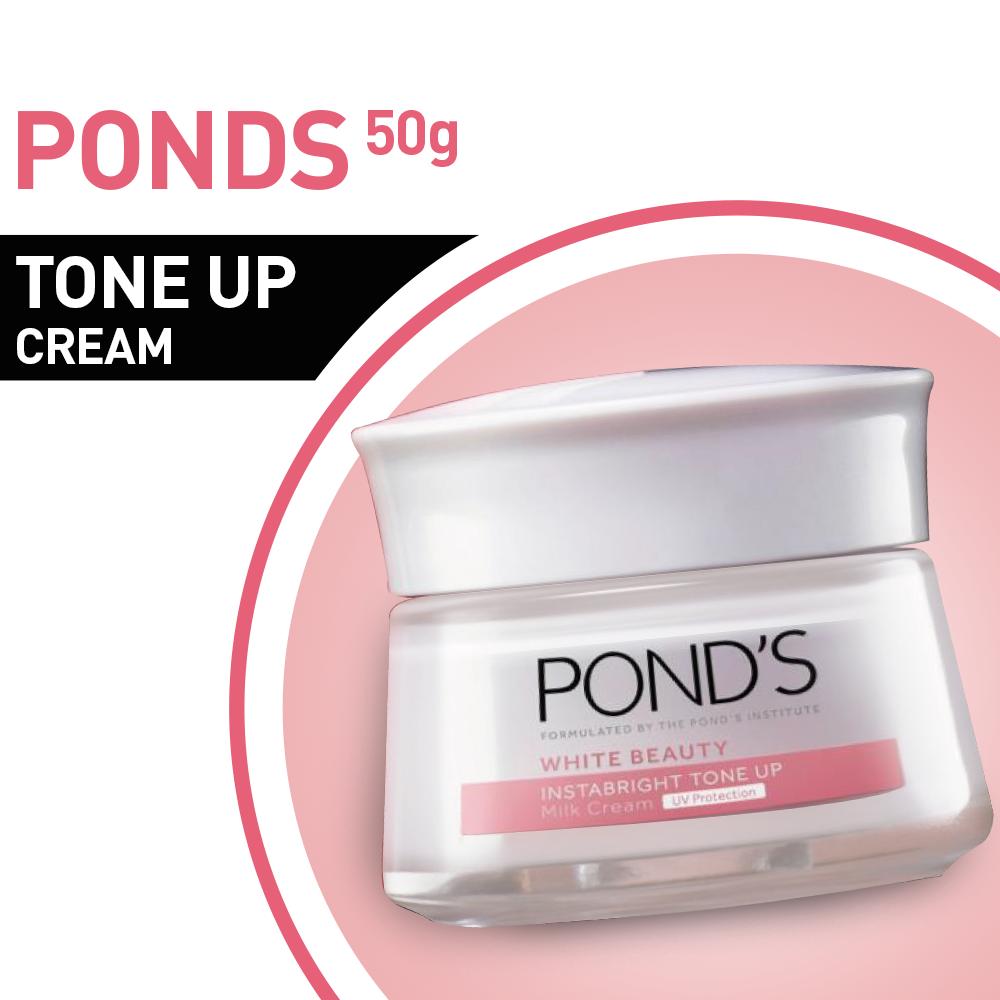 PONDS 50g
TONE UP
CREAM
POND'S
FORMULATED BY THE POND'S INSTITUTE
WHITE BEAUTY
INSTABRIGHT TONE UP
Milk Cream UV Protection